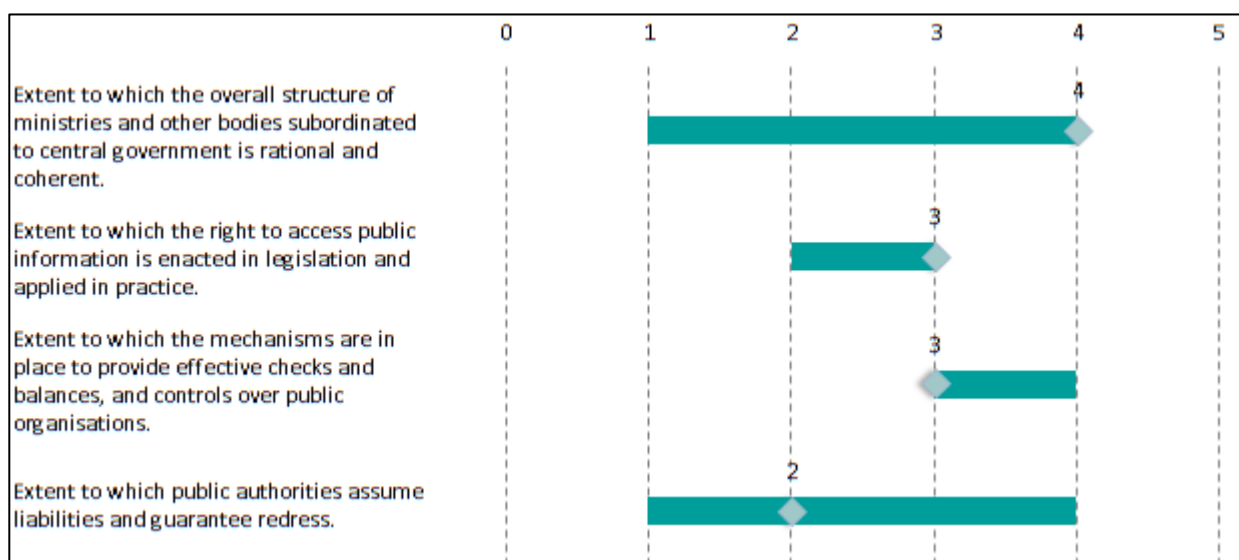 0 1 2 3 4 5
4
Extent to which the overall structure of
ministries and other bodies subordinated
to central government is rational and
coherent.
3
Extent to which the right to access public
information is enacted in legislation and
applied in practice.
3
Extent to which the mechanisms are in
place to provide effective checks and
balances, and controls over public
organisations.
2
Extent to which public authorities assume
liabilities and guarantee redress.